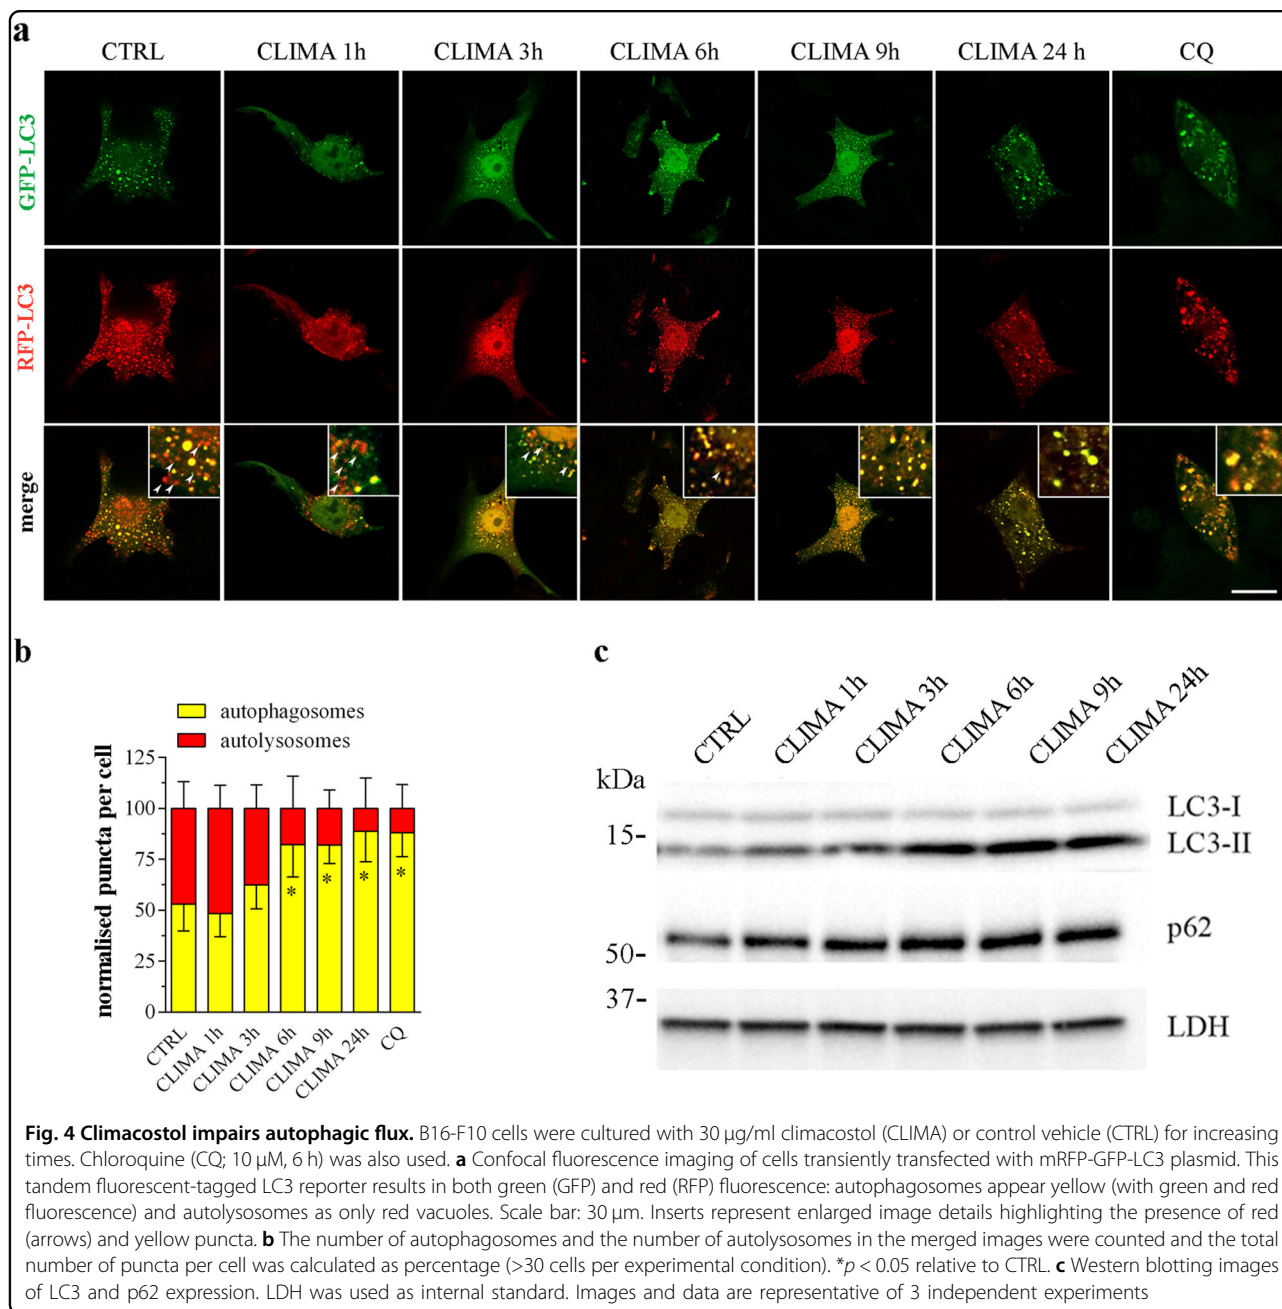 a
CTRL CLIMA 1h CLIMA 3h CLIMA 6h CLIMA 9h CLIMA 24 h CQ
GFP-LC3
RFP-LC3
merge
b
autophagosomes
autolysosomes
normalised puncta per cell
125
100
75
50
25
0
CTRL CLIMA 1h CLIMA 3h CLIMA 6h CLIMA 9h CLIMA 24h CQ
* * * *
c
CTRL CLIMA 1h CLIMA 3h CLIMA 6h CLIMA 9h CLIMA 24h
kDa
LC3-I
15-
LC3-II
p62
50-
37-
LDH
Fig. 4 Climacostol impairs autophagic flux. B16-F10 cells were cultured with 30 μg/ml climacostol (CLIMA) or control vehicle (CTRL) for increasing
times. Chloroquine (CQ; 10 μM, 6 h) was also used. a Confocal fluorescence imaging of cells transiently transfected with mRFP-GFP-LC3 plasmid. This
tandem fluorescent-tagged LC3 reporter results in both green (GFP) and red (RFP) fluorescence: autophagosomes appear yellow (with green and red
fluorescence) and autolysosomes as only red vacuoles. Scale bar: 30 μm. Inserts represent enlarged image details highlighting the presence of red
(arrows) and yellow puncta. b The number of autophagosomes and the number of autolysosomes in the merged images were counted and the total
number of puncta per cell was calculated as percentage (>30 cells per experimental condition). *p < 0.05 relative to CTRL. c Western blotting images
of LC3 and p62 expression. LDH was used as internal standard. Images and data are representative of 3 independent experiments